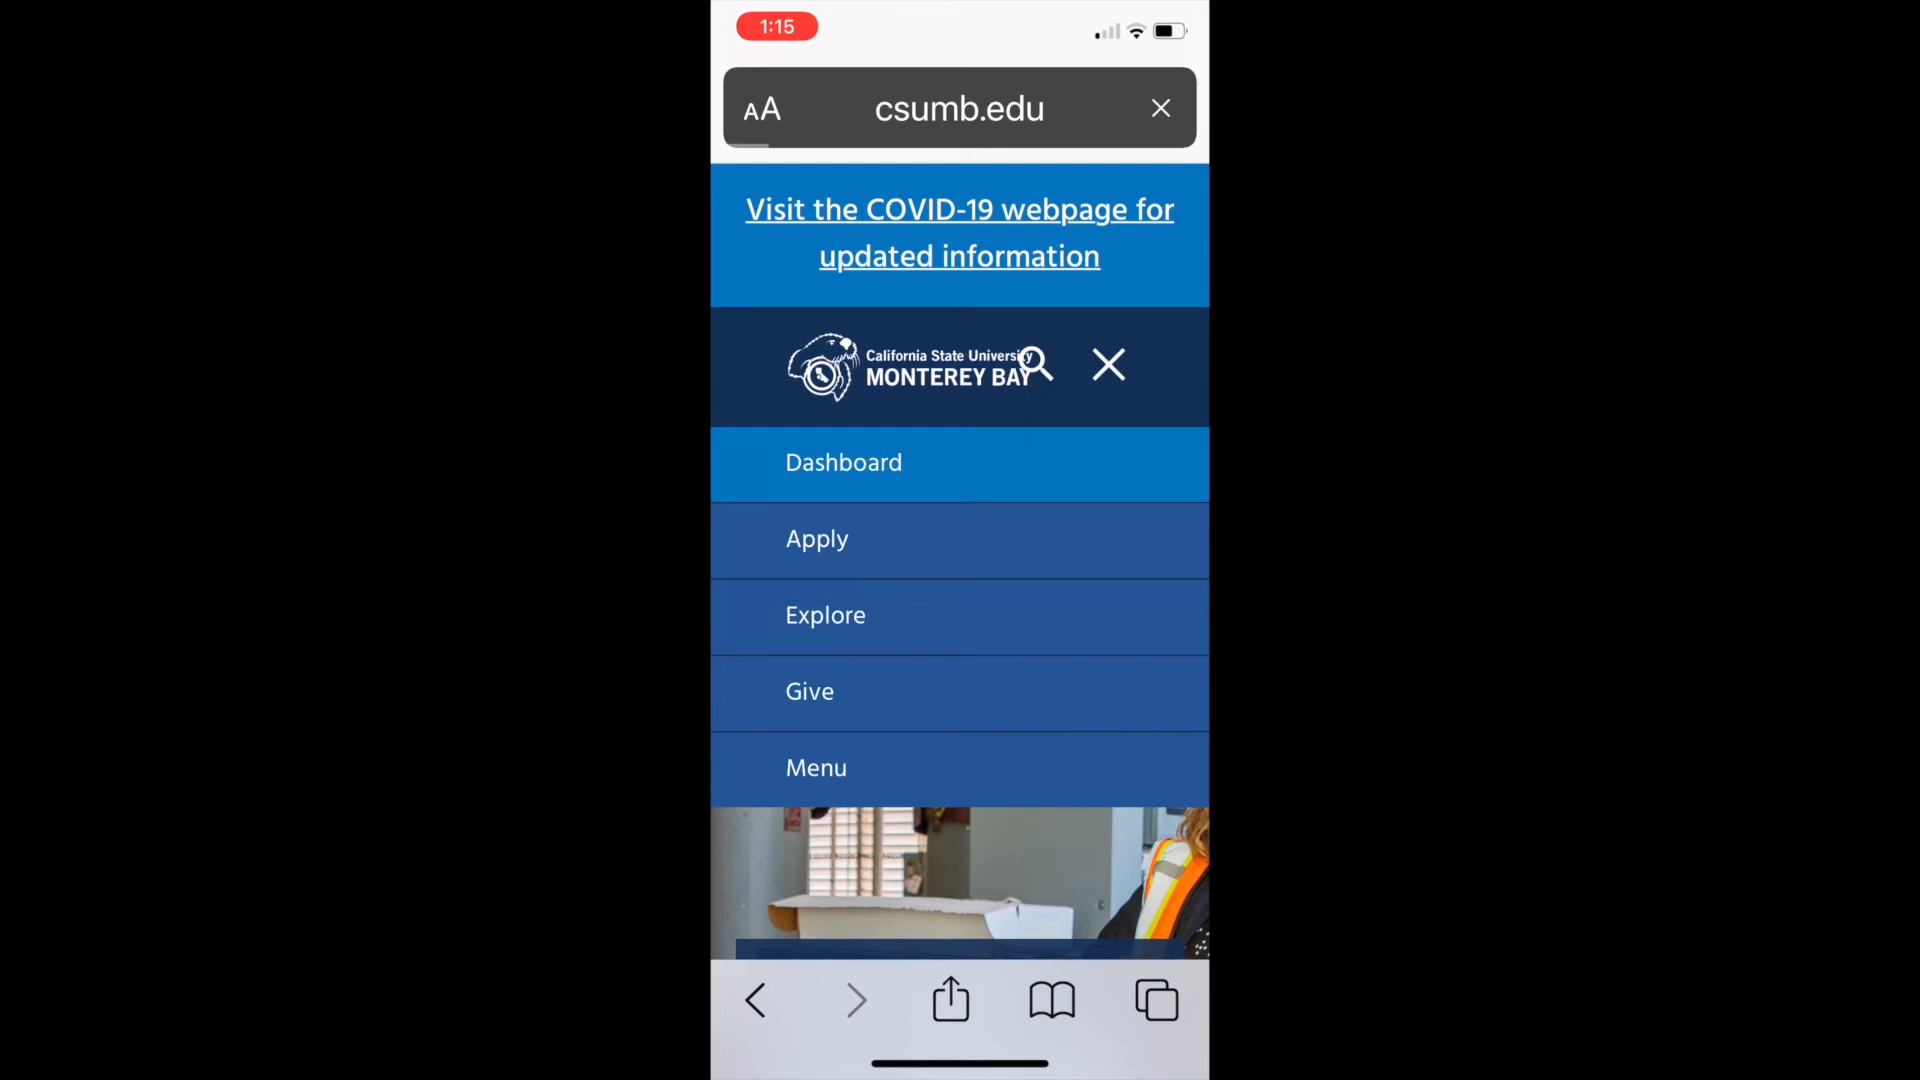 1:15
AA
csumb.edu
Visit the COVID-19 webpage for
updated information
California State University
MONTEREY BAY
Dashboard
Apply
Explore
Give
Menu